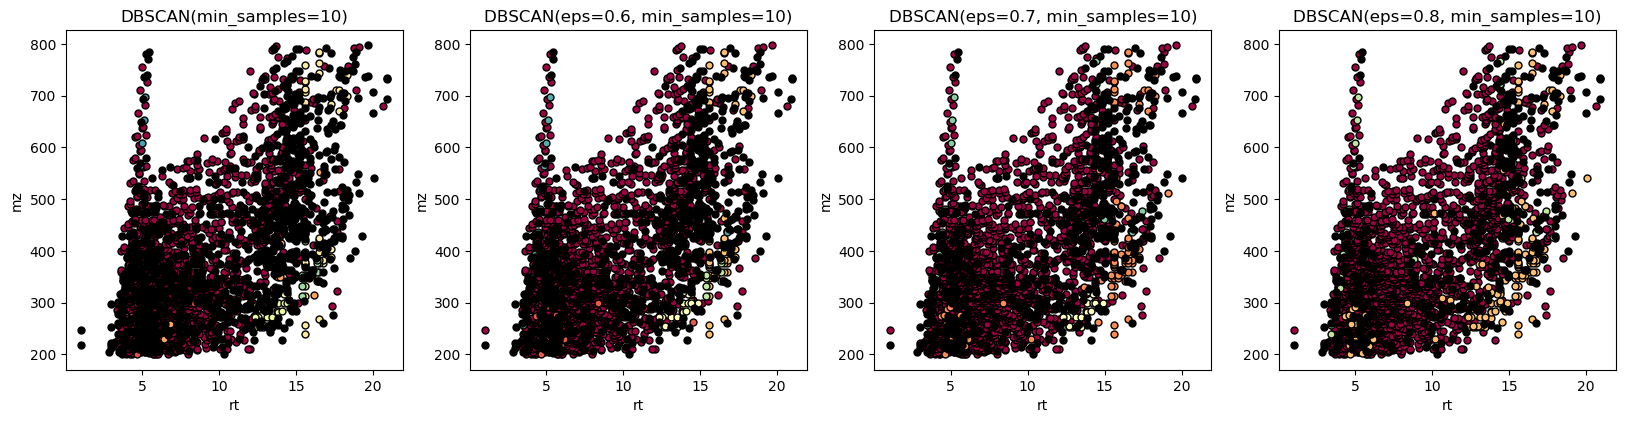 DBSCAN(min_samples=10) DBSCAN(eps=0.6, min_samples=10) DBSCAN(eps=0.7, min_samples=10) DBSCAN(eps=0.8, min_samples=10)
800 800 800 800
700 700 700 700
600 600 600 600
mz mz mz mz
500 500 500 500
400 400 400 400
300 300 300 300
200 200 200 200
5 10 15 20 5 10 15 20 5 10 15 20 5 10 15 20
rt rt rt rt